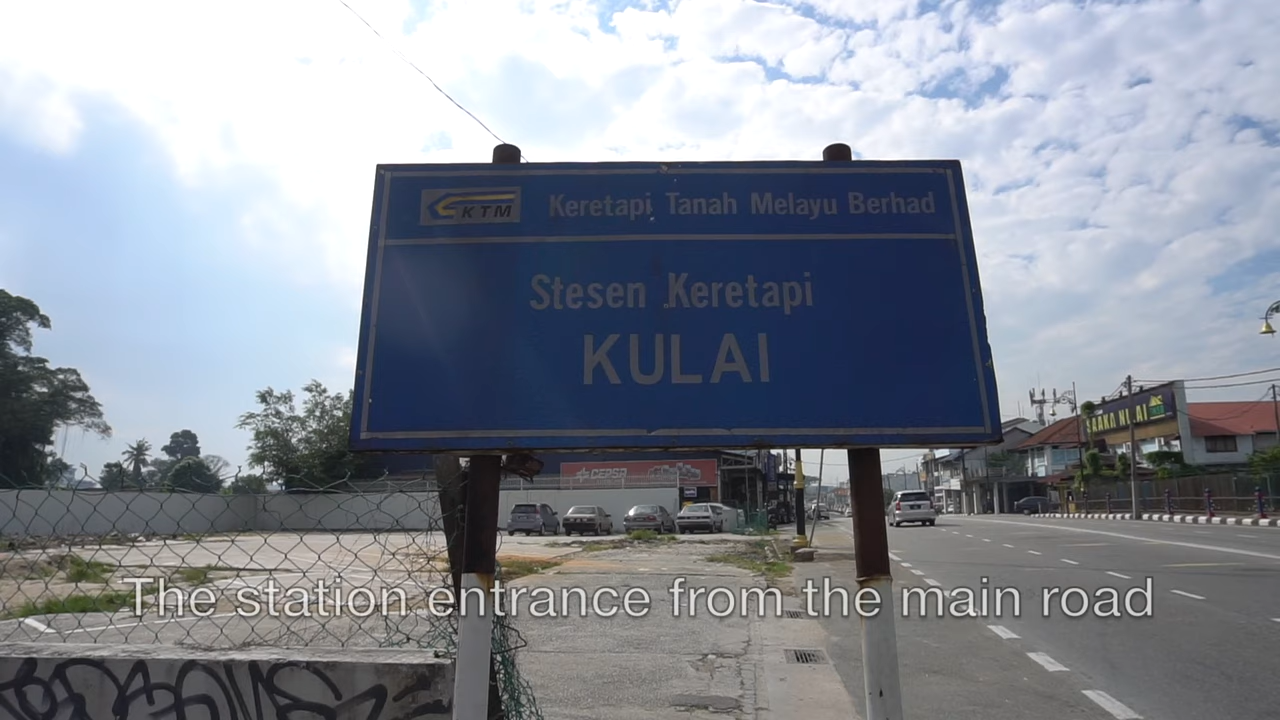 KTM Keretapi Tanah Melayu Berhad
Stesen Keretapi
KULAI
The station entrance from the main road